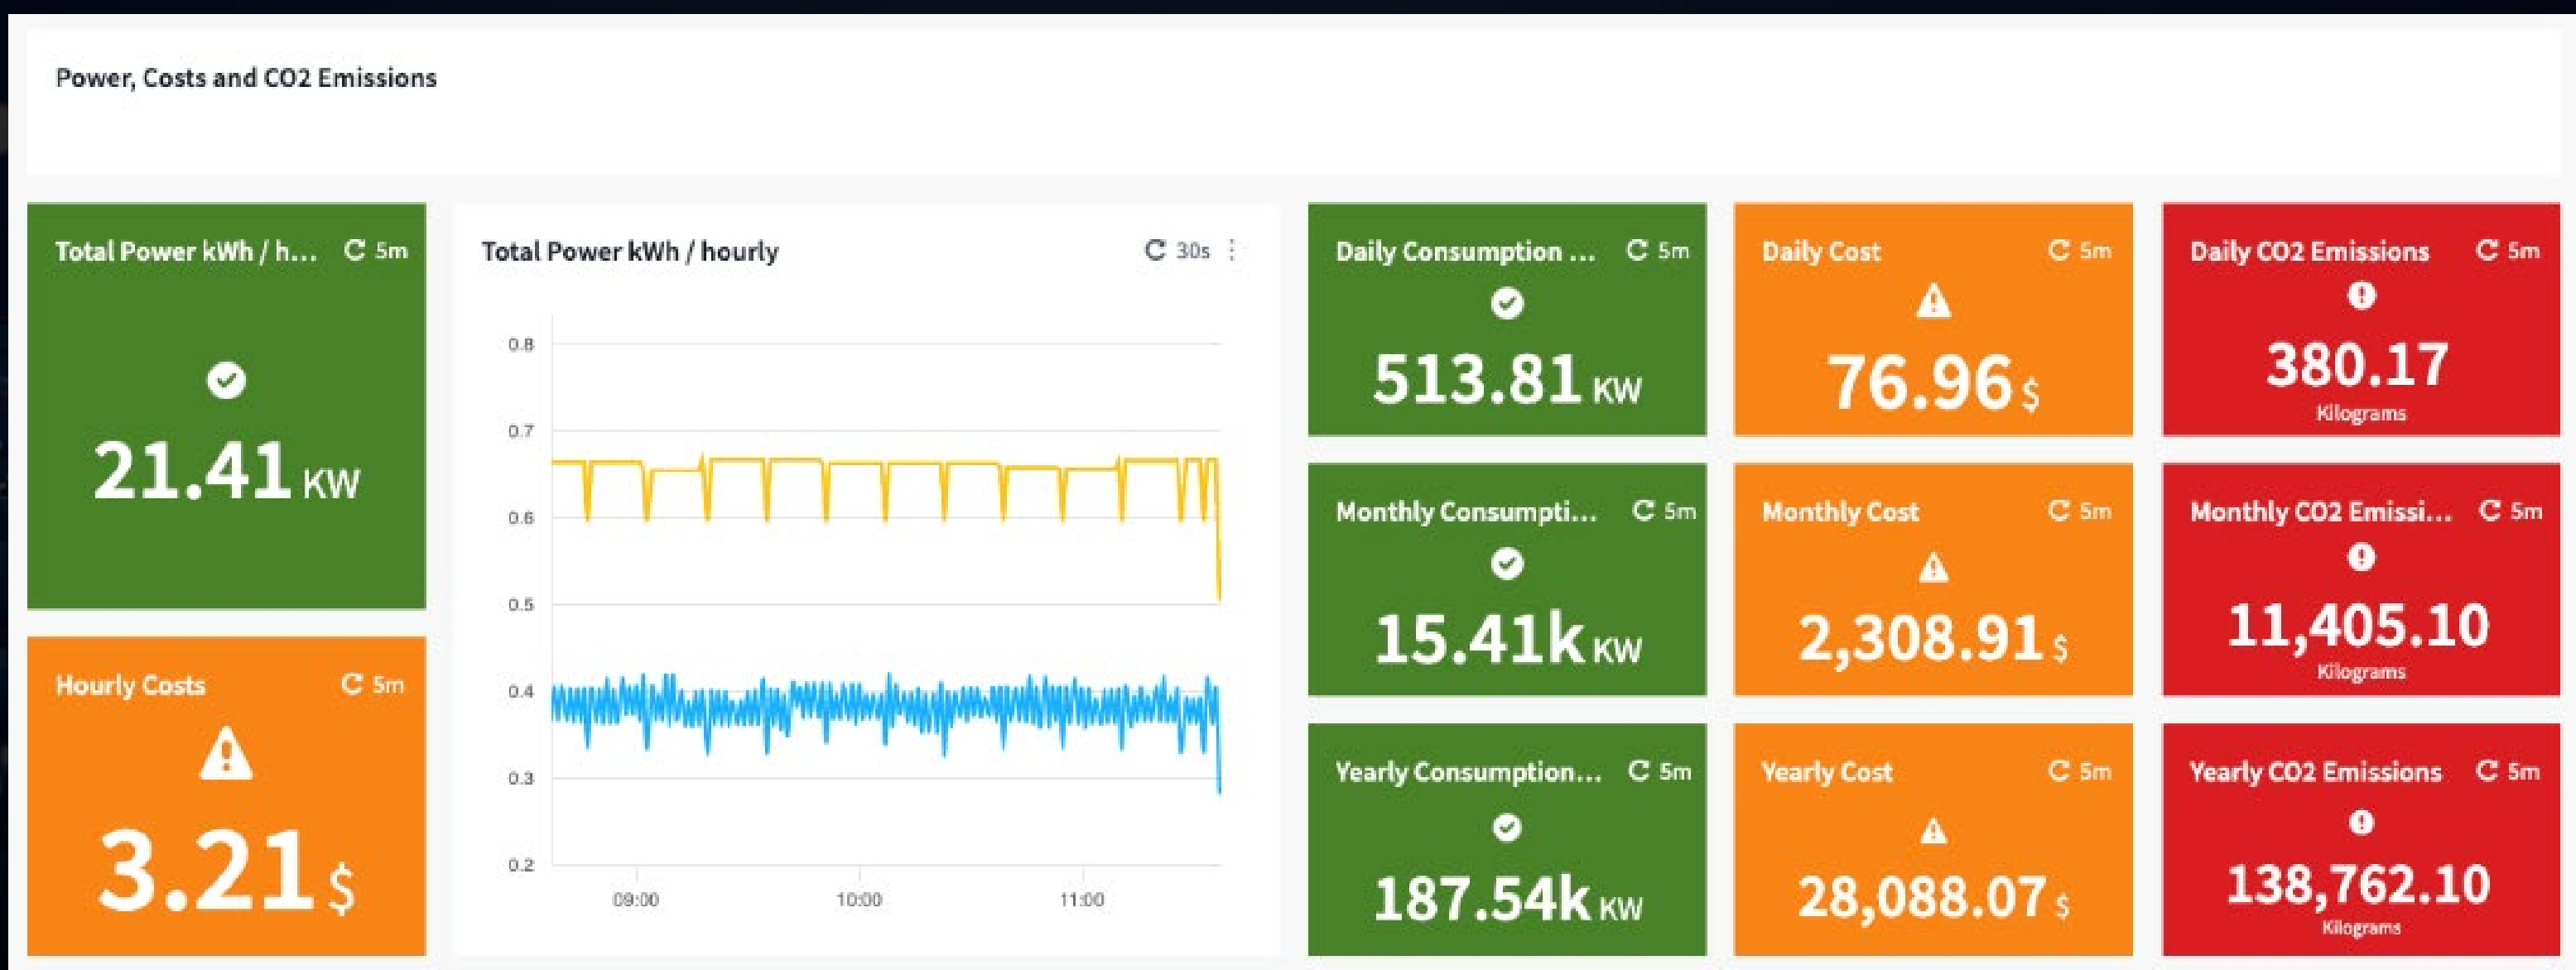 Power, Costs and CO2 Emissions
Total Power kWh / h... 5m
21.41 KW
Hourly Costs 5m
3.21 $
Total Power kWh / hourly 30s
0.8
0.7
0.6
0.5
0.4
0.3
0.2
09:00 10:00 11:00
Daily Consumption ... 5m
513.81 KW
Daily Cost 5m
76.96 $
Daily CO2 Emissions 5m
380.17
Kilograms
Monthly Consumpti... 5m
15.41k KW
Monthly Cost 5m
2,308.91 $
Monthly CO2 Emissi... 5m
11,405.10
Kilograms
Yearly Consumption... 5m
187.54k KW
Yearly Cost 5m
28,088.07 $
Yearly CO2 Emissions 5m
138,762.10
Kilograms